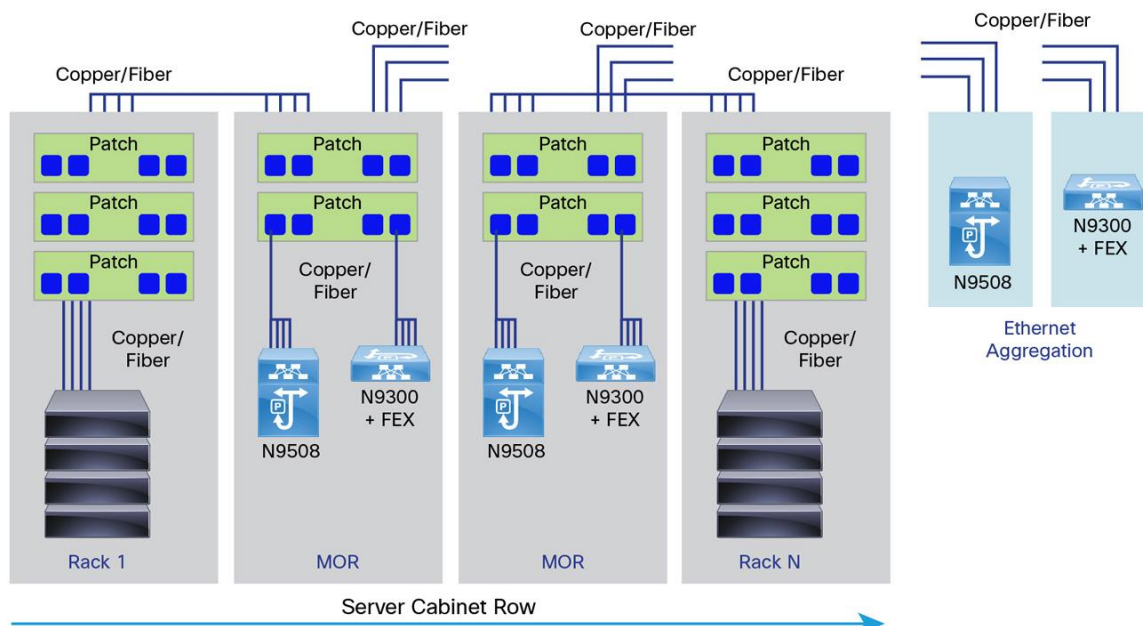 Copper/Fiber
Copper/Fiber
Copper/Fiber
Copper/Fiber
Copper/Fiber
Patch
Patch
Patch
Copper/
Fiber
Rack 1
Patch
Patch
Copper/
Fiber
N9508
N9300
+ FEX
MOR
Patch
Patch
Copper/
Fiber
N9508
N9300
+ FEX
MOR
Patch
Patch
Patch
Copper/
Fiber
Rack N
N9508
N9300
+ FEX
Ethernet
Aggregation
Server Cabinet Row
P
P
P